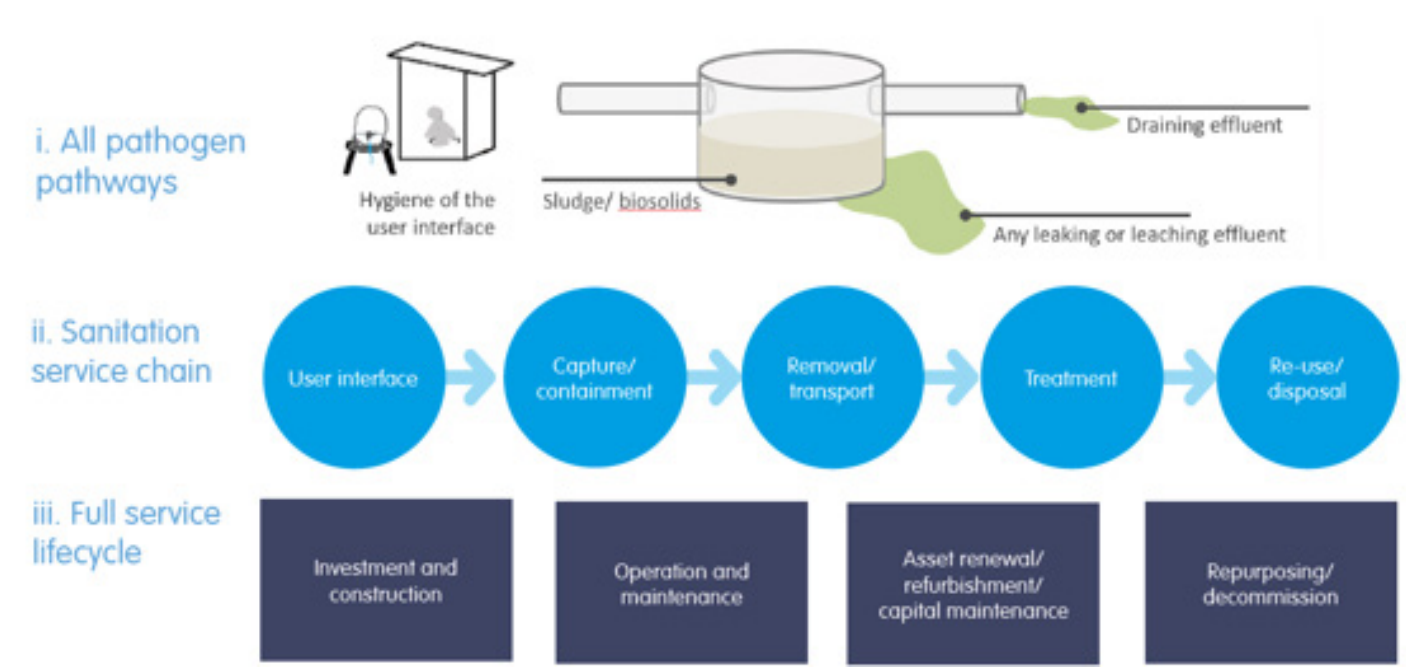 i. All pathogen
pathways
Hygiene of the
user interface
Sludge/ biosolids
Draining effluent
Any leaking or leaching effluent
ii. Sanitation
service chain
User interface
Capture/
containment
Removal/
transport
Treatment
Re-use/
disposal
iii. Full service
lifecycle
Investment and
construction
Operation and
maintenance
Asset renewal/
refurbishment/
capital maintenance
Repurposing/
decommission